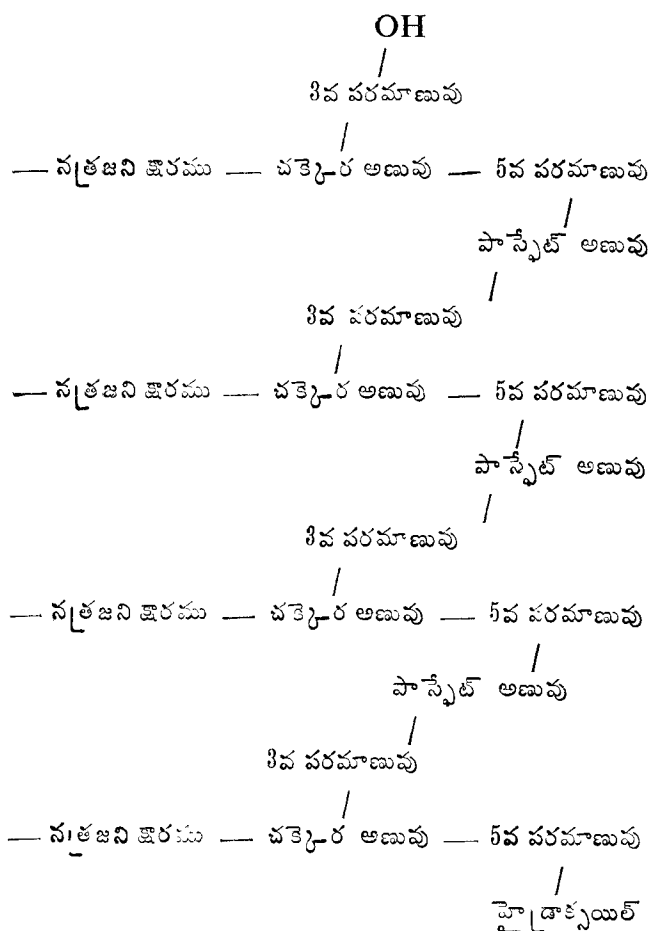 OH
3వ పరమాణువు
— నత్రజని క్షారము — చక్కెర అణువు — 5వ పరమాణువు
పాస్ఫేట్ అణువు
3వ పరమాణువు
— నత్రజని క్షారము — చక్కెర అణువు — 5వ పరమాణువు
పాస్ఫేట్ అణువు
3వ పరమాణువు
— నత్రజని క్షారము — చక్కెర అణువు — 5వ పరమాణువు
పాస్ఫేట్ అణువు
3వ పరమాణువు
— నత్రజని క్షారము — చక్కెర అణువు — 5వ పరమాణువు
హైడ్రాక్సయిల్